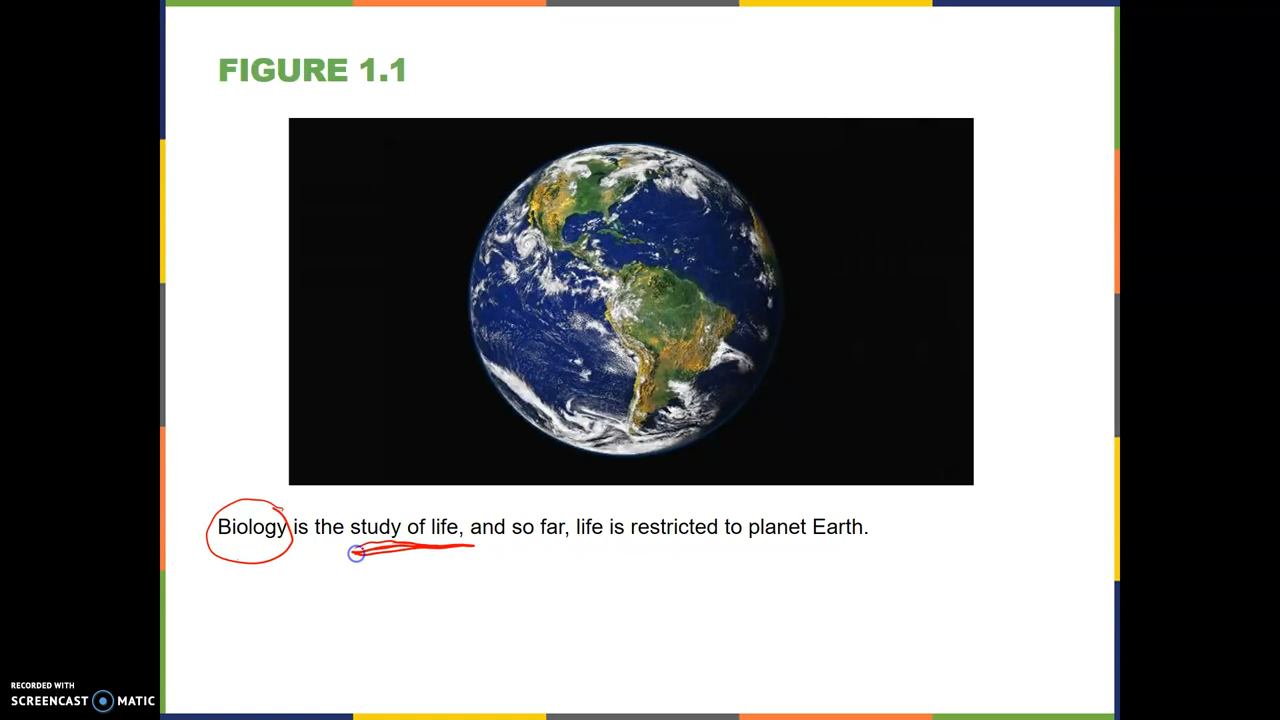 FIGURE 1.1
Biology is the study of life, and so far, life is restricted to planet Earth.
RECORDED WITH
SCREENCAST MATIC